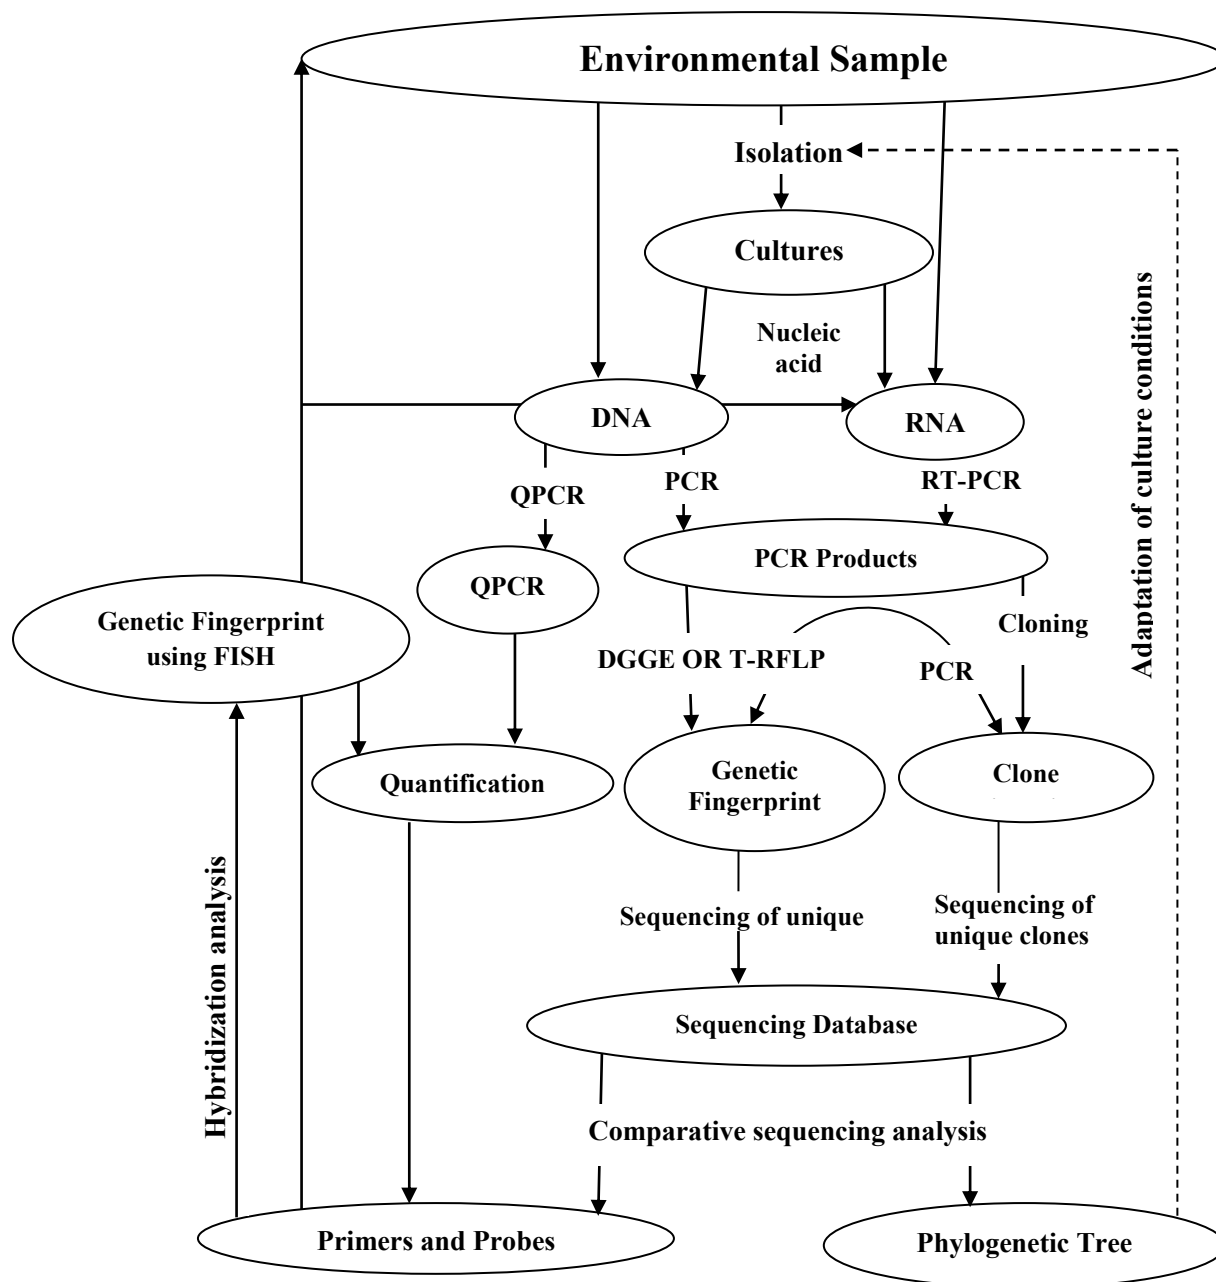 Environmental Sample
Isolation
Cultures
Nucleic
acid
DNA
RNA
QPCR
PCR
RT-PCR
PCR Products
QPCR
Genetic Fingerprint
using FISH
Cloning
DGGE OR T-RFLP
PCR
Quantification
Genetic
Fingerprint
Clone
Sequencing of unique
Sequencing of
unique clones
Sequencing Database
Comparative sequencing analysis
Primers and Probes
Phylogenetic Tree
Hybridization analysis
Adaptation of culture conditions